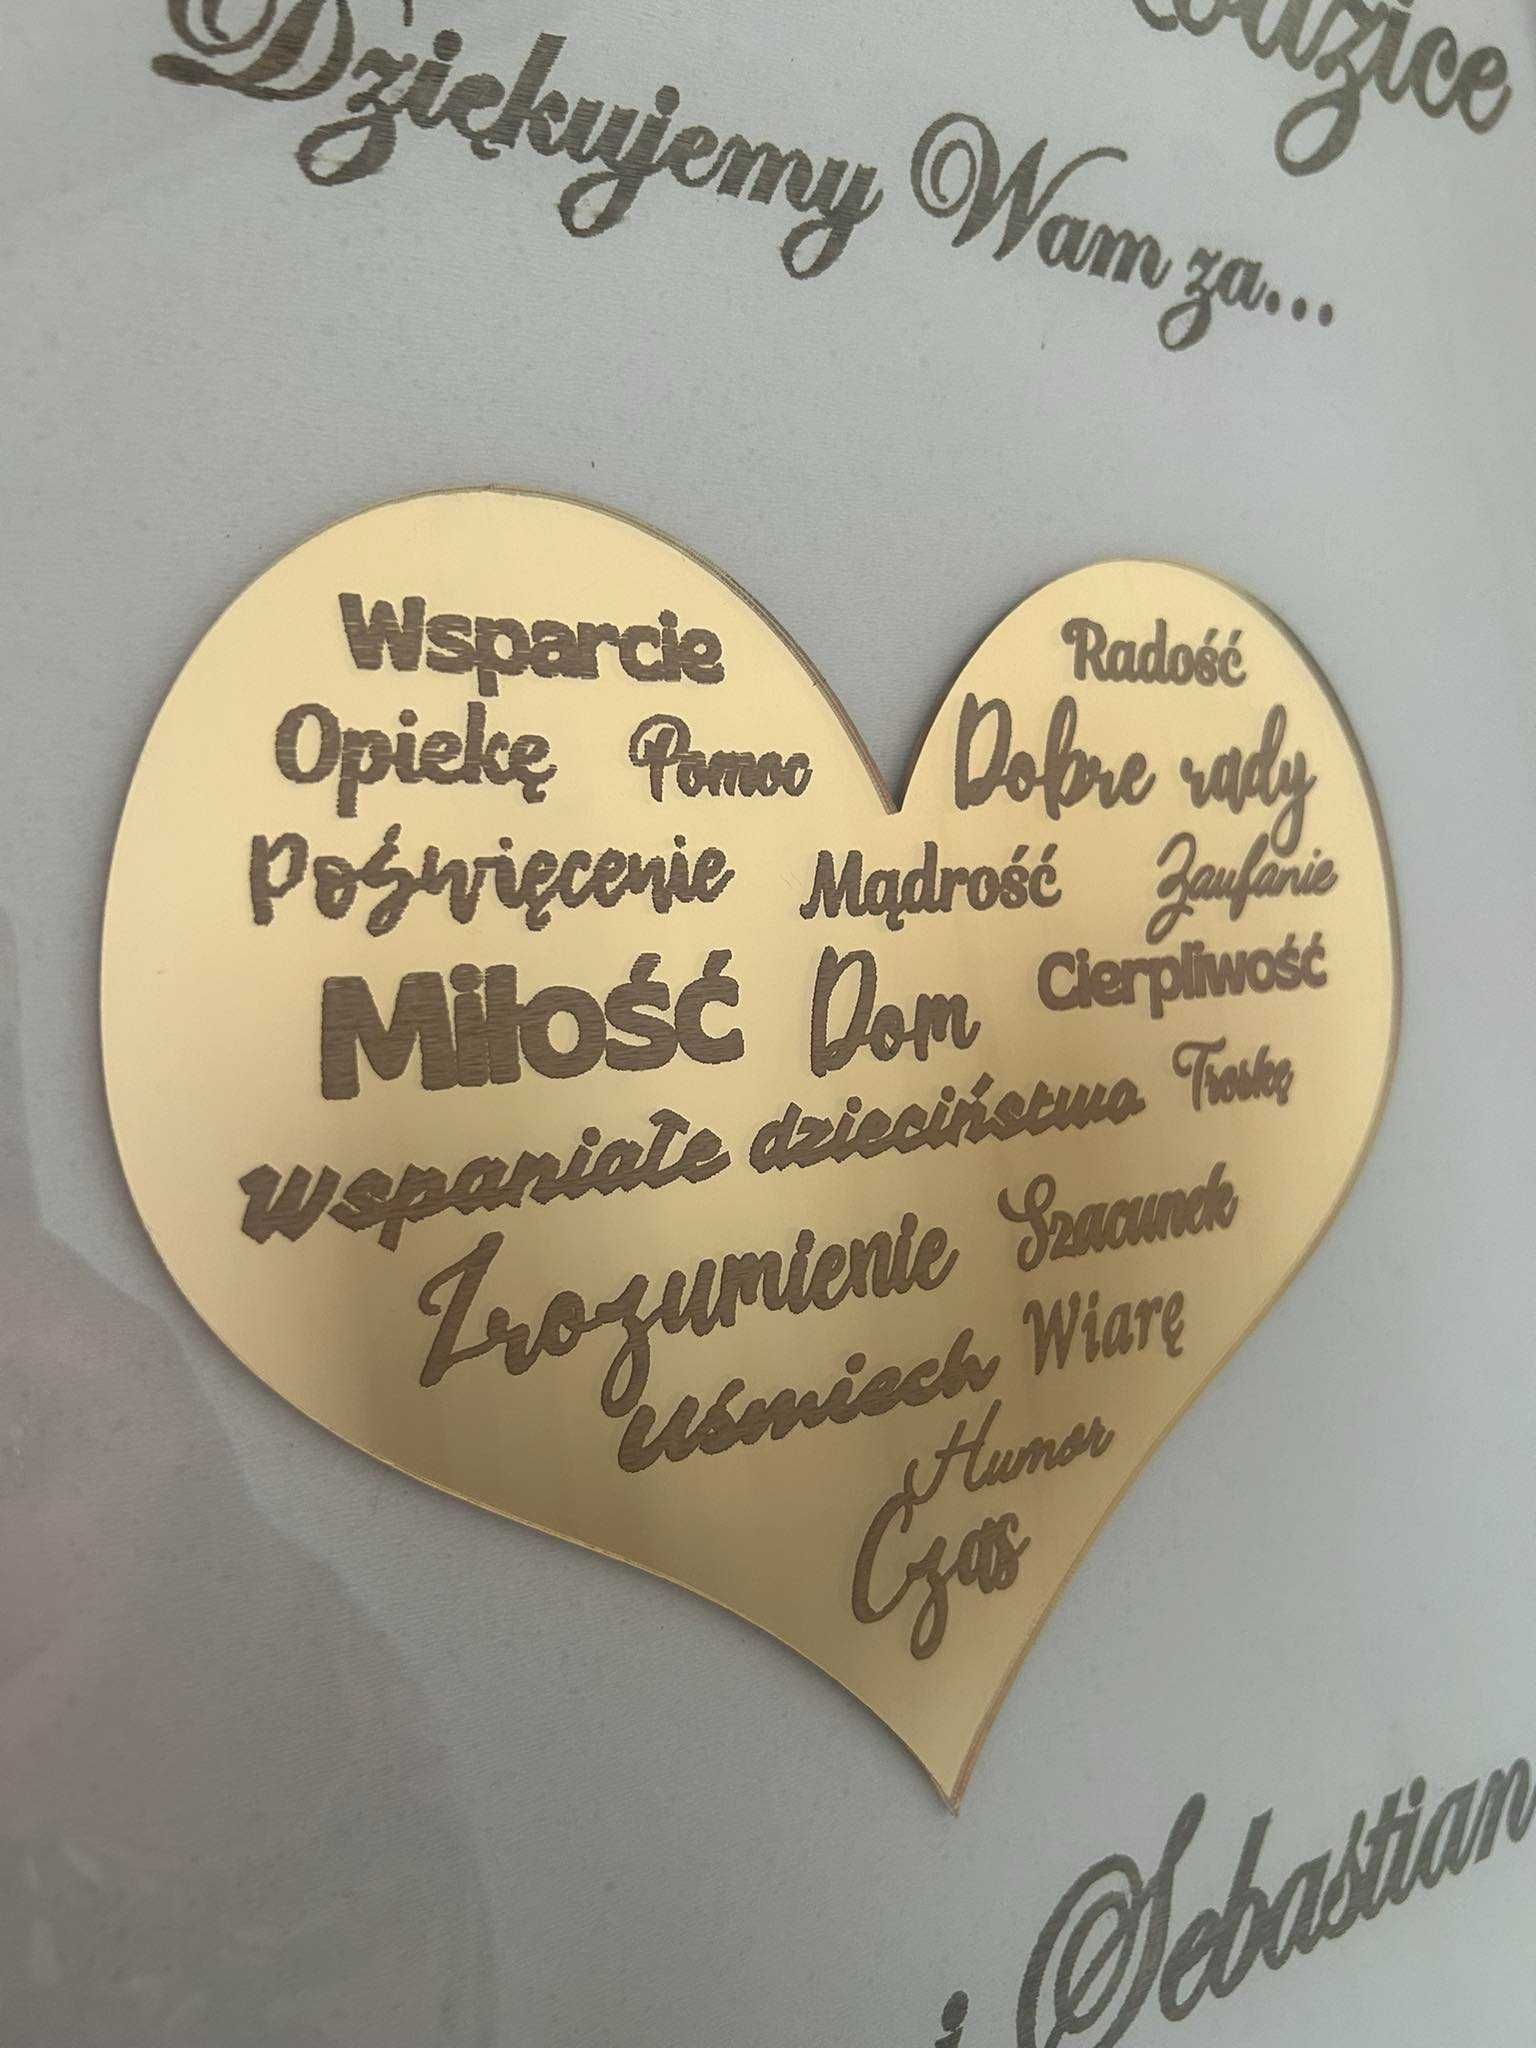 Rodzice
Dziękujemy Wam za...
Wsparcie
Radość
Opiekę Pomoc Dobre rady
Poświęcenie Mądrość Zaufanie
Miłość Dom Cierpliwość
Wspaniałe dzieciństwo Troskę
Zrozumienie Szacunek
Uśmiech Wiarę
Humor
Czas
i Sebastian